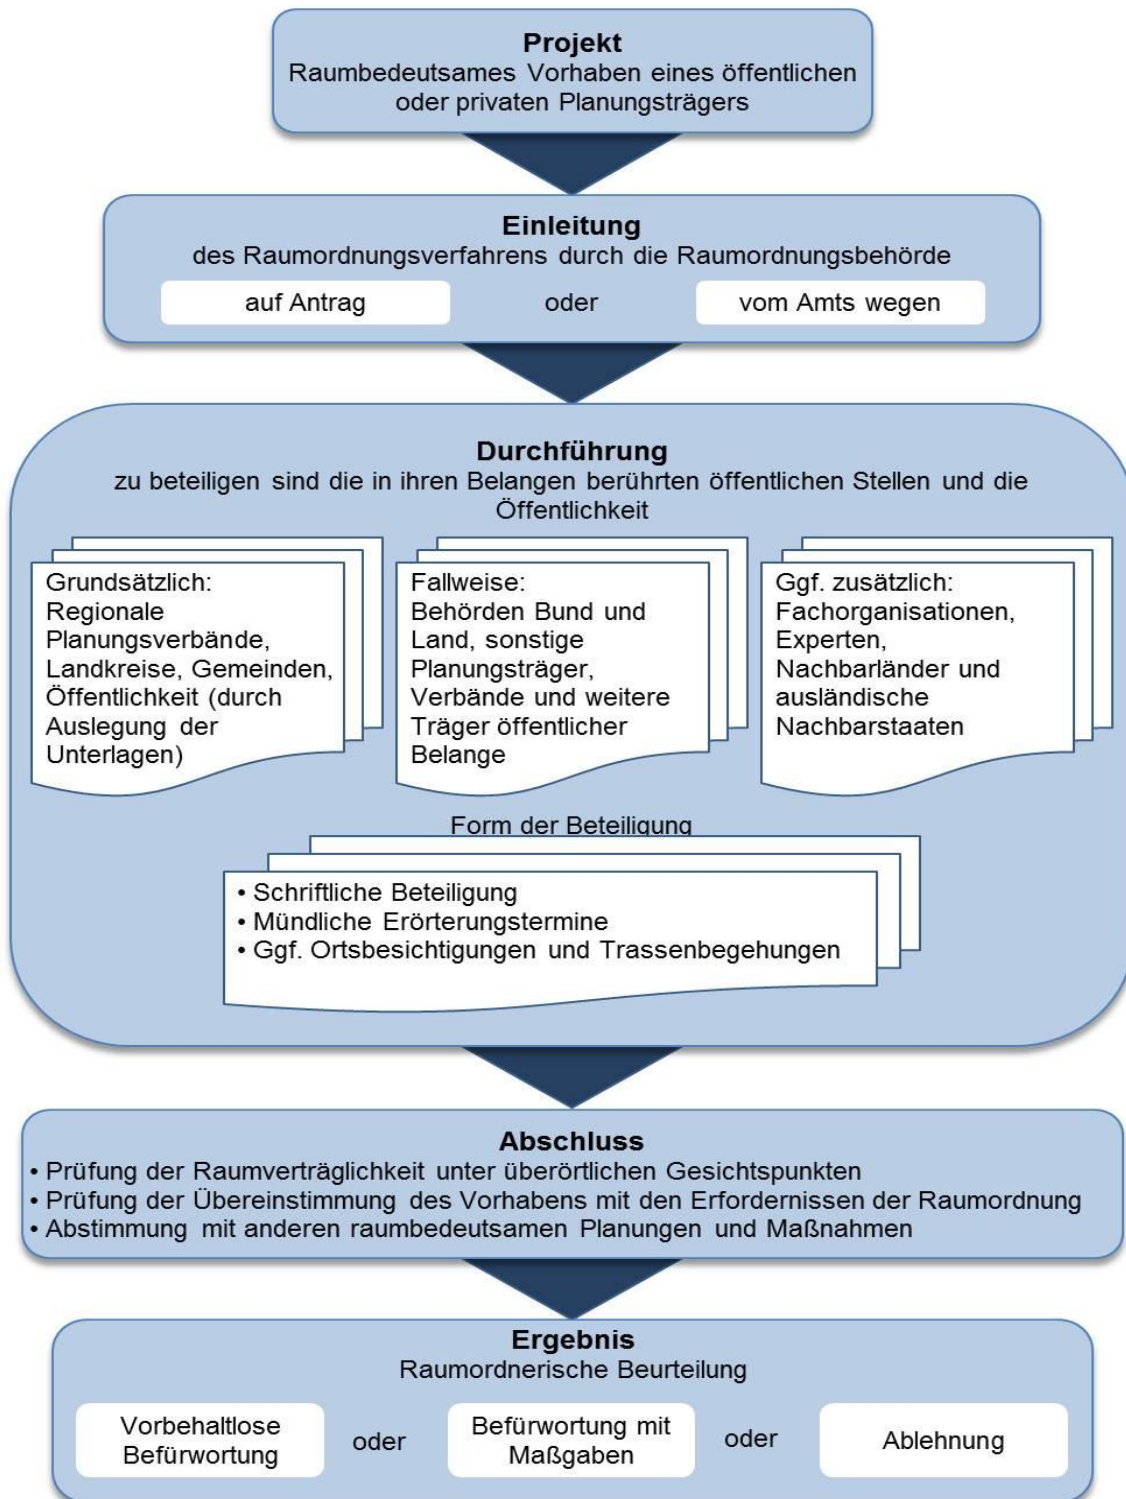 Projekt
Raumbedeutsames Vorhaben eines öffentlichen
oder privaten Planungsträgers
Einleitung
des Raumordnungsverfahrens durch die Raumordnungsbehörde
auf Antrag oder vom Amts wegen
Durchführung
zu beteiligen sind die in ihren Belangen berührten öffentlichen Stellen und die
Öffentlichkeit
Grundsätzlich:
Regionale
Planungsverbände,
Landkreise, Gemeinden,
Öffentlichkeit (durch
Auslegung der
Unterlagen)
Fallweise:
Behörden Bund und
Land, sonstige
Planungsträger,
Verbände und weitere
Träger öffentlicher
Belange
Ggf. zusätzlich:
Fachorganisationen,
Experten,
Nachbarländer und
ausländische
Nachbarstaaten
Form der Beteiligung
• Schriftliche Beteiligung
• Mündliche Erörterungstermine
• Ggf. Ortsbesichtigungen und Trassenbegehungen
Abschluss
• Prüfung der Raumverträglichkeit unter überörtlichen Gesichtspunkten
• Prüfung der Übereinstimmung des Vorhabens mit den Erfordernissen der Raumordnung
• Abstimmung mit anderen raumbedeutsamen Planungen und Maßnahmen
Ergebnis
Raumordnerische Beurteilung
Vorbehaltlose
Befürwortung
oder
Befürwortung mit
Maßgaben
oder
Ablehnung